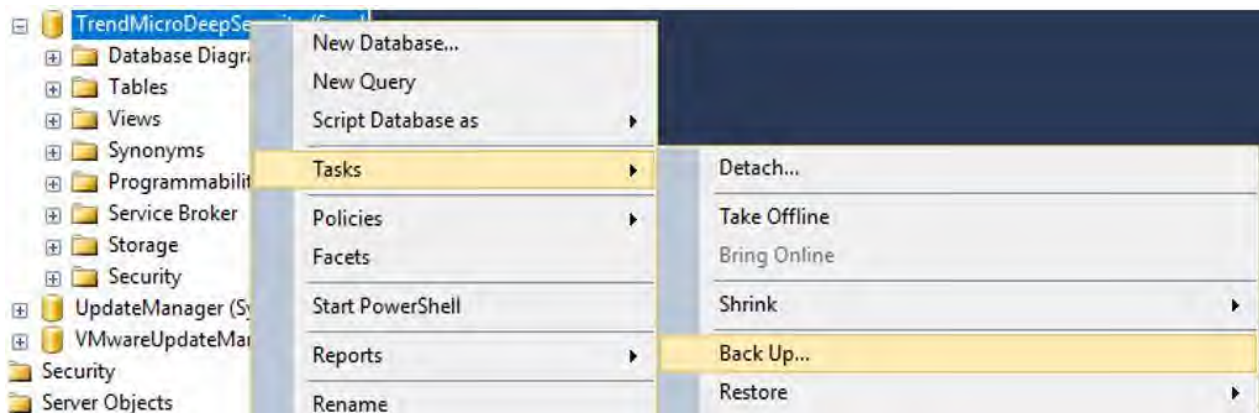 TrendMicroDeepSe
Database Diagra
Tables
Views
Synonyms
Programmabilit
Service Broker
Storage
Security
UpdateManager (Sy
VMwareUpdateMa
Security
Server Objects
New Database...
New Query
Script Database as
Tasks
Policies
Facets
Start PowerShell
Reports
Rename
Detach...
Take Offline
Bring Online
Shrink
Back Up...
Restore